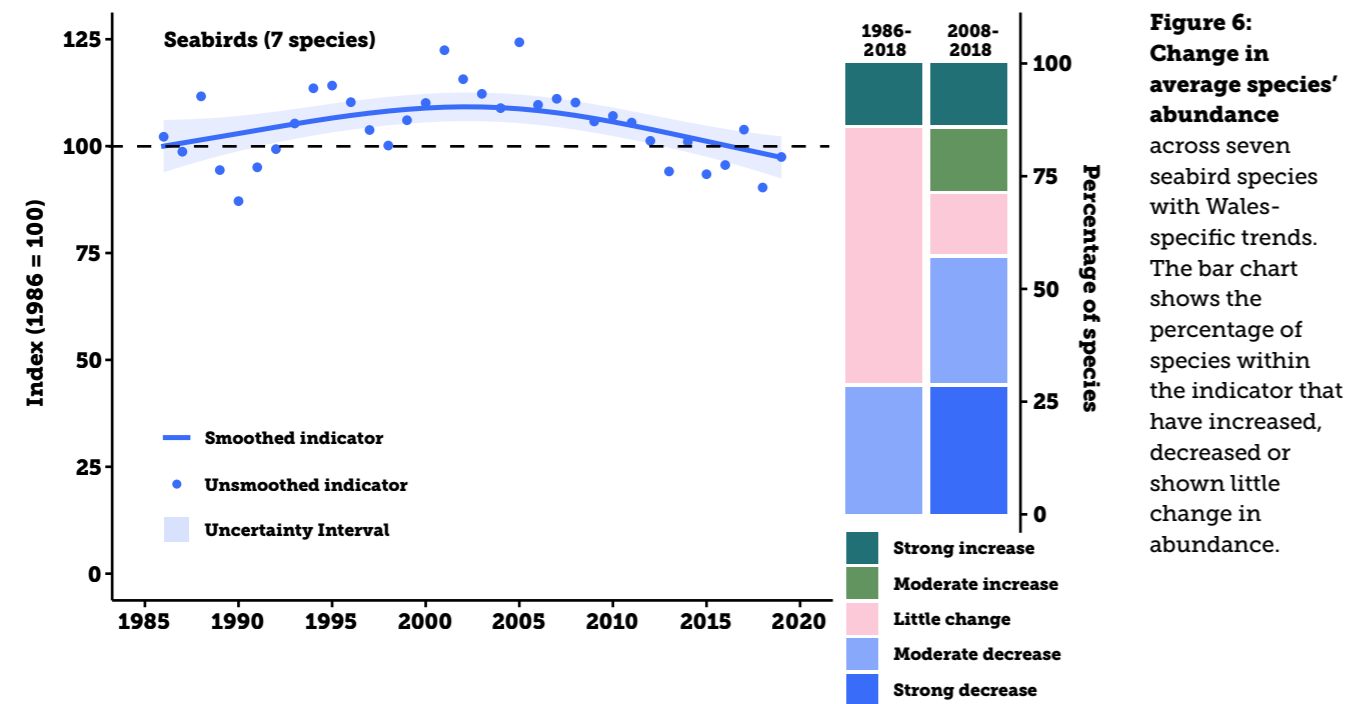 Seabirds (7 species)
Index (1986 = 100)
125
100
75
50
25
0
1985
1990
1995
2000
2005
2010
2015
2020
Smoothed indicator
Unsmoothed indicator
Uncertainty Interval
1986-
2018
2008-
2018
100
75
50
25
0
Percentage of species
Strong increase
Moderate increase
Little change
Moderate decrease
Strong decrease
Figure 6:
Change in
average species’
abundance
across seven
seabird species
with Wales-
specific trends.
The bar chart
shows the
percentage of
species within
the indicator that
have increased,
decreased or
shown little
change in
abundance.